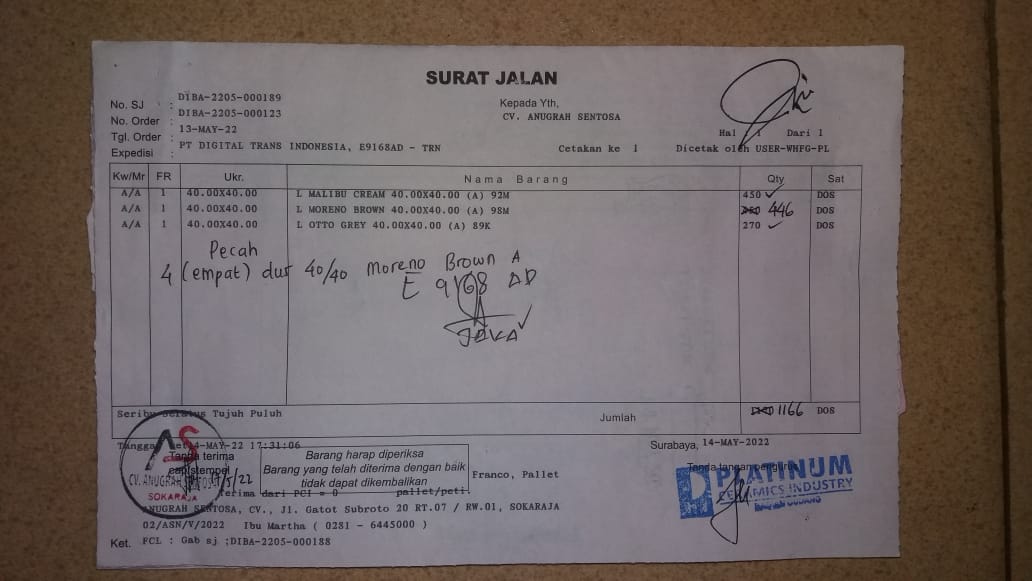 SURAT JALAN
No. SJ : DIBA-2205-000189
No. Order : DIBA-2205-000123
Tgl. Order : 13-MAY-22
Expedisi : PT DIGITAL TRANS INDONESIA, E9168AD - TRN
Kepada Yth,
CV. ANUGRAH SENTOSA
Hal : 1 Dari 1
Cetakan ke 1 Dicetak oleh USER-WHFG-PL
Kw/Mr FR Ukr. Nama Barang Qty Sat
A/A 1 40.00X40.00 L MALIBU CREAM 40.00X40.00 (A) 92M 450 DOS
A/A 1 40.00X40.00 L MORENO BROWN 40.00X40.00 (A) 98M 446 DOS
A/A 1 40.00X40.00 L OTTO GREY 40.00X40.00 (A) 89K 270 DOS
Pecah
4 (empat) dus 40/40 Moreno Brown A
E 9168 AD
Seribu Seratus Tujuh Puluh Jumlah 1166 DOS
14-MAY-22 17:31:06
Surabaya, 14-MAY-2022
Tanda terima
cap/stempel
Barang harap diperiksa
Barang yang telah diterima dengan baik
tidak dapat dikembalikan
Franco, Pallet
Tanda tangan pengurus
AS
CV. ANUGRAH SENTOSA
SOKARAJA
17/5/22
PLATINUM
CERAMICS INDUSTRY
terima dari PCI = 0 pallet/peti.
ANUGRAH SENTOSA, CV., Jl. Gatot Subroto 20 RT.07 / RW.01, SOKARAJA
02/ASN/V/2022 Ibu Martha ( 0281 - 6445000 )
Ket. FCL : Gab sj ;DIBA-2205-000188